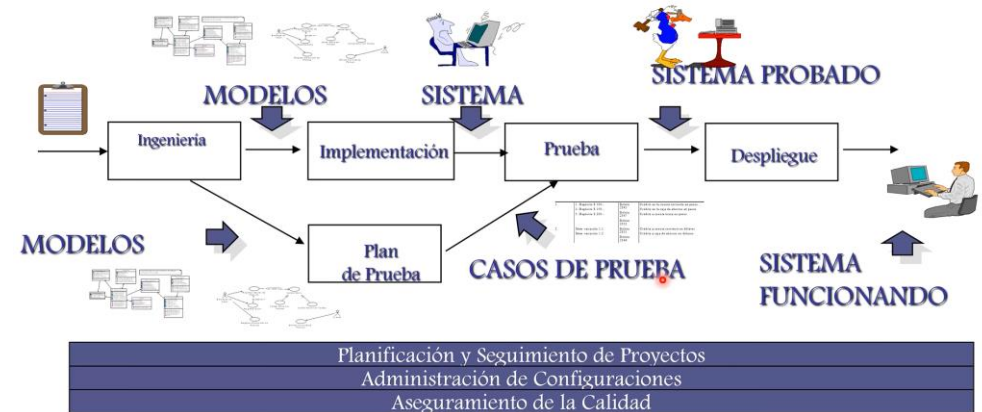 MODELOS
SISTEMA
SISTEMA PROBADO
Ingeniería
Implementación
Prueba
Despliegue
MODELOS
Plan
de Prueba
CASOS DE PRUEBA
SISTEMA
FUNCIONANDO
Planificación y Seguimiento de Proyectos
Administración de Configuraciones
Aseguramiento de la Calidad